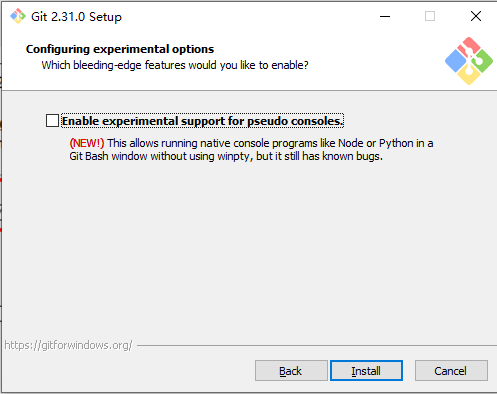 Git 2.31.0 Setup
Configuring experimental options
Which bleeding-edge features would you like to enable?
Enable experimental support for pseudo consoles.
(NEW!) This allows running native console programs like Node or Python in a
Git Bash window without using winpty, but it still has known bugs.
https://gitforwindows.org/
Back Install Cancel